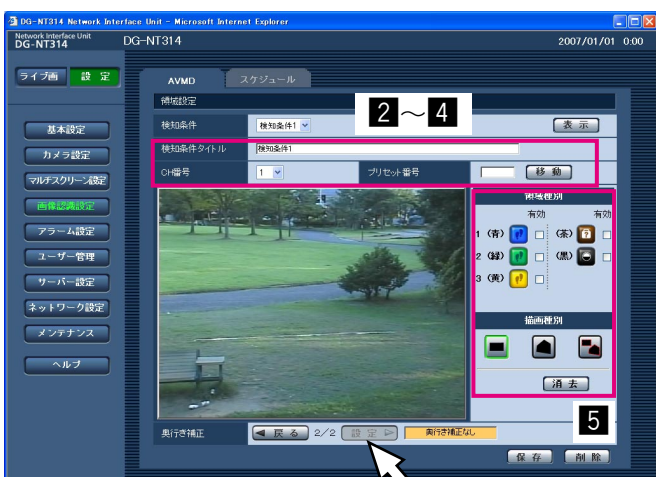 DG-NT314 Network Interface Unit - Microsoft Internet Explorer
Network Interface Unit
DG-NT314
DG-NT314
2007/01/01 0:00
ライブ画 設 定
AVMD スケジュール
領域設定
検知条件 検知条件1 表 示
2～4
検知条件タイトル 検知条件1
CH番号 1 プリセット番号 移 動
基本設定
カメラ設定
マルチスクリーン設定
画像認識設定
アラーム設定
ユーザー管理
サーバー設定
ネットワーク設定
メンテナンス
ヘルプ
領域種別
有効 有効
1 (青) (茶)
2 (緑) (黒)
3 (黄)
描画種別
消 去
5
奥行き補正 戻 る 2/2 設 定 奥行き補正なし
保 存 削 除